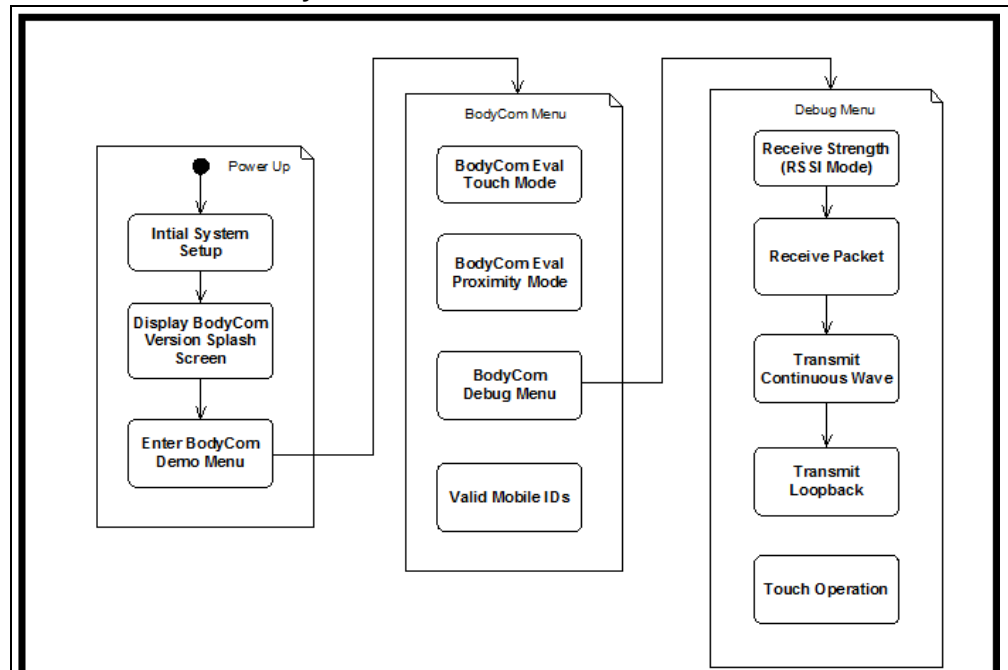 Power Up
Intial System
Setup
Display BodyCom
Version Splash
Screen
Enter BodyCom
Demo Menu
BodyCom Menu
BodyCom Eval
Touch Mode
BodyCom Eval
Proximity Mode
BodyCom
Debug Menu
Valid Mobile IDs
Debug Menu
Receive Strength
(RSSI Mode)
Receive Packet
Transmit
Continuous Wave
Transmit
Loopback
Touch Operation